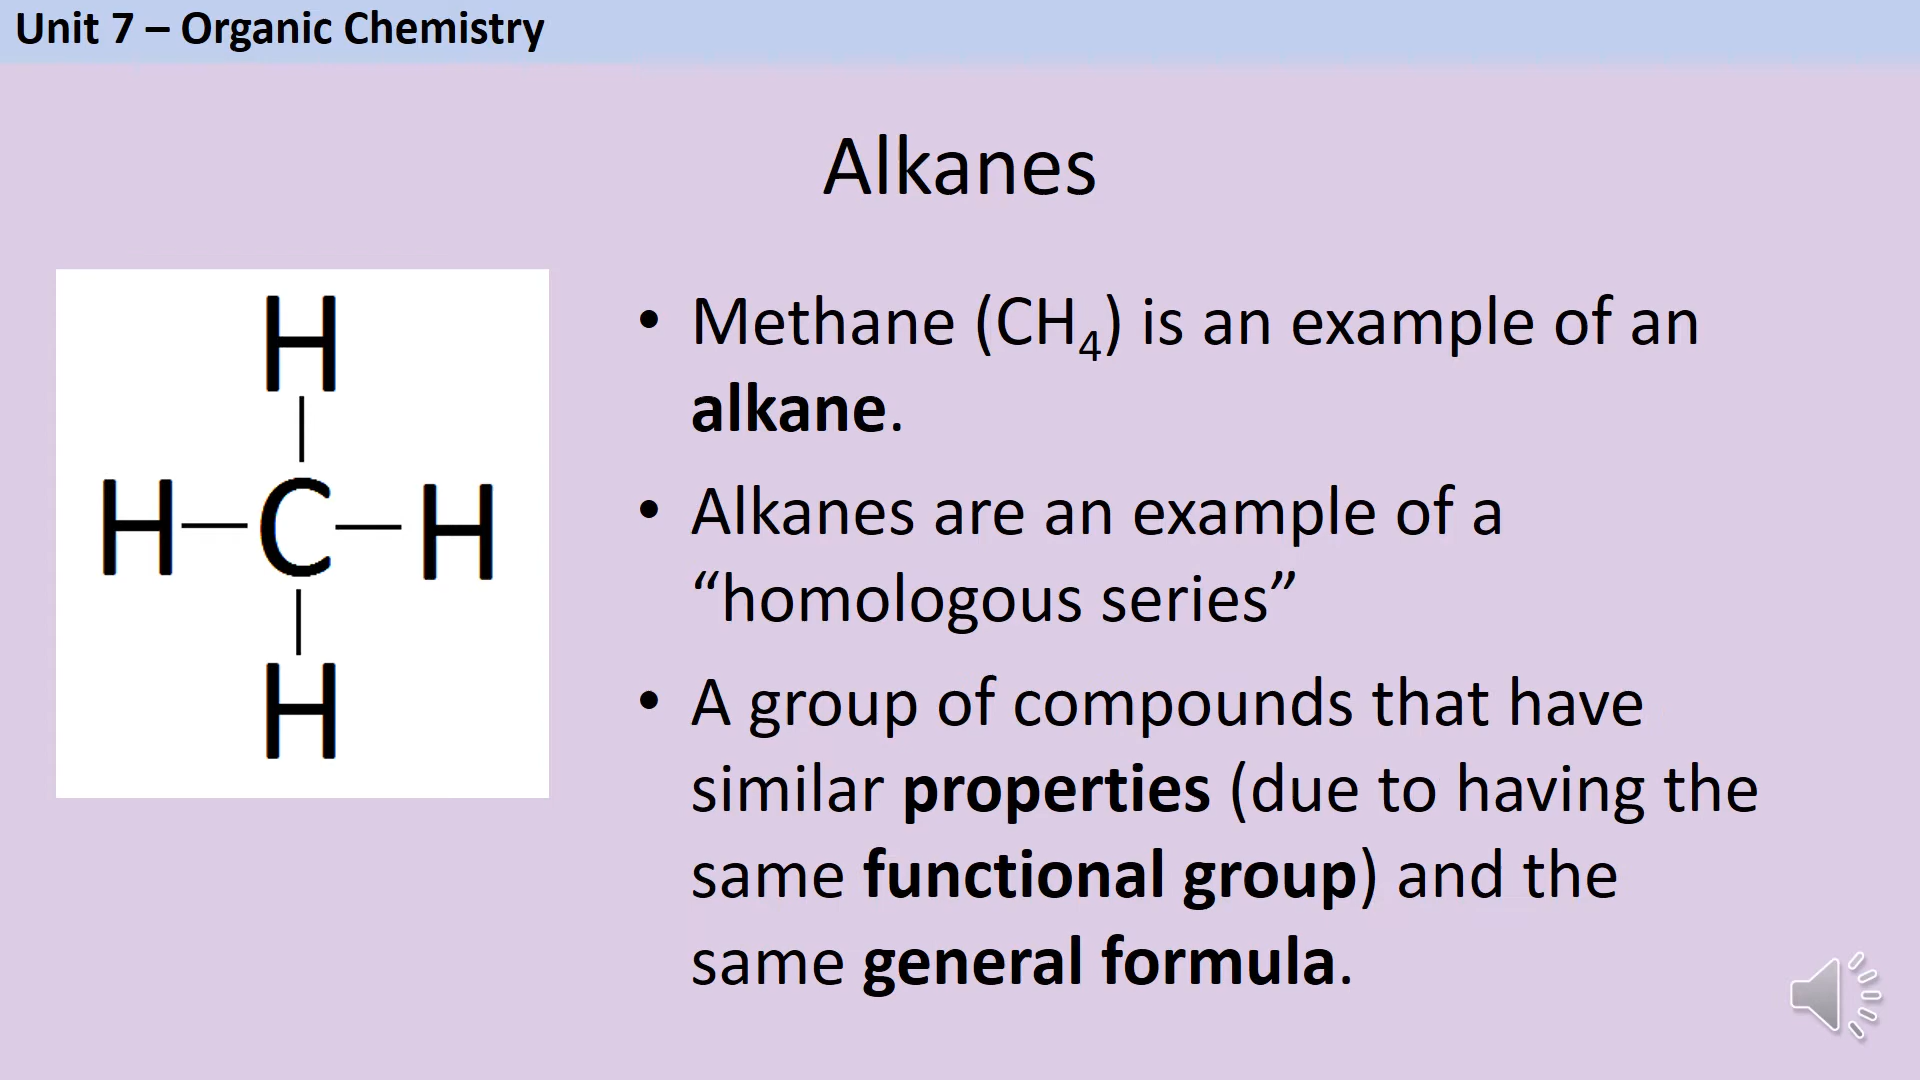 Unit 7 – Organic Chemistry
Alkanes
H
H C H
H
• Methane (CH₄) is an example of an
alkane.
• Alkanes are an example of a
“homologous series”
• A group of compounds that have
similar properties (due to having the
same functional group) and the
same general formula.